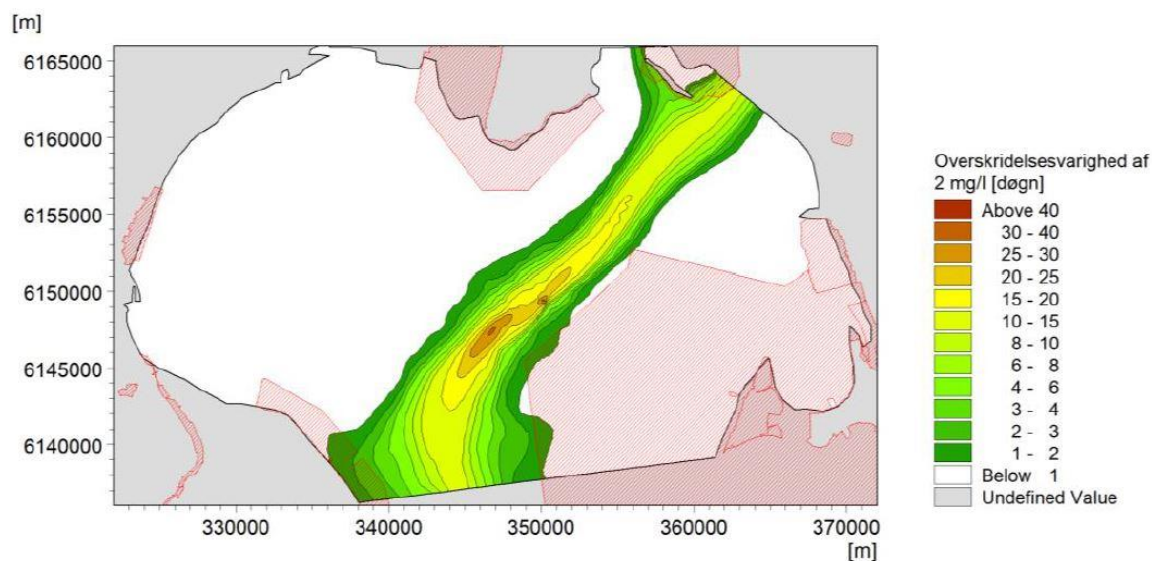 [m]
6165000
6160000
6155000
6150000
6145000
6140000
330000 340000 350000 360000 370000
[m]
Overskridelsesvarighed af
2 mg/l [døgn]
Above 40
30 - 40
25 - 30
20 - 25
15 - 20
10 - 15
8 - 10
6 - 8
4 - 6
3 - 4
2 - 3
1 - 2
Below 1
Undefined Value